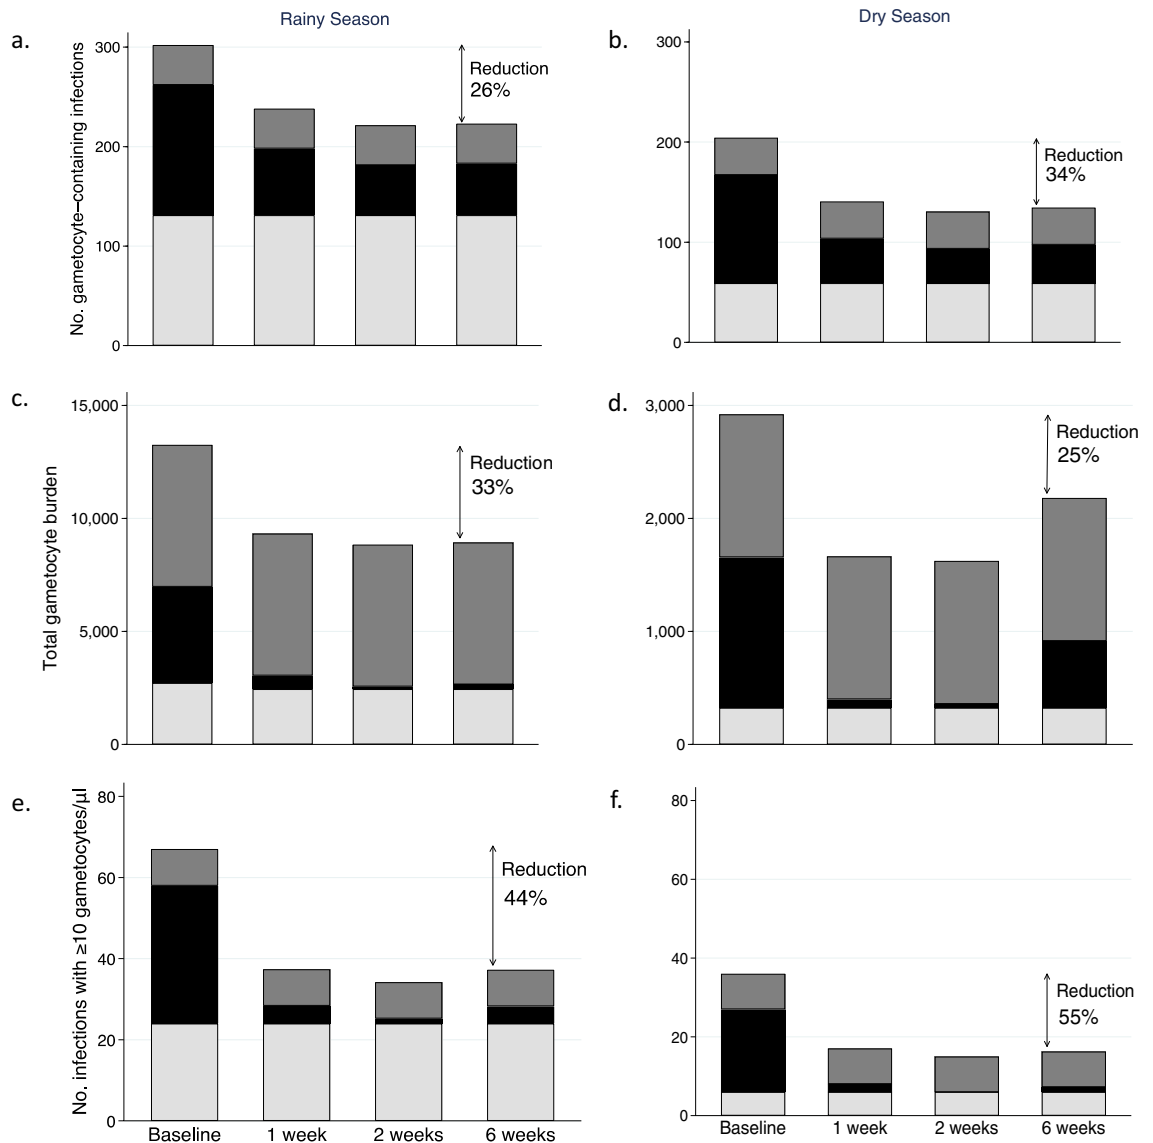 Rainy Season
Dry Season
a.
No. gametocyte–containing infections
300
200
100
0
Reduction
26%
b.
300
200
100
0
Reduction
34%
c.
Total gametocyte burden
15,000
10,000
5,000
0
Reduction
33%
d.
3,000
2,000
1,000
0
Reduction
25%
e.
No. infections with ≥10 gametocytes/µl
80
60
40
20
0
Reduction
44%
Baseline 1 week 2 weeks 6 weeks
f.
80
60
40
20
0
Reduction
55%
Baseline 1 week 2 weeks 6 weeks